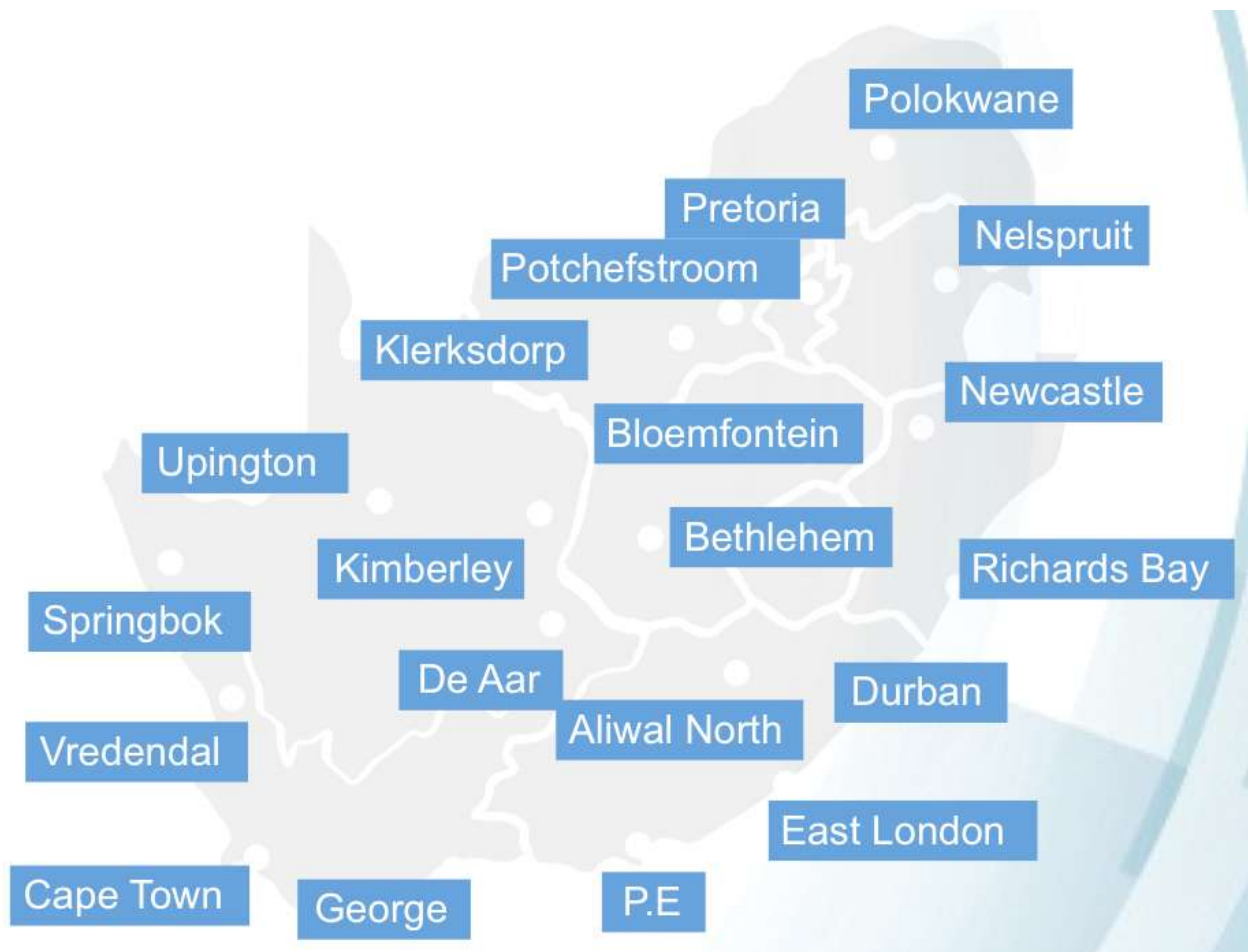 Polokwane
Pretoria
Nelspruit
Potchefstroom
Klerksdorp
Newcastle
Bloemfontein
Upington
Bethlehem
Kimberley
Richards Bay
Springbok
De Aar
Durban
Aliwal North
Vredendal
East London
Cape Town
George
P.E